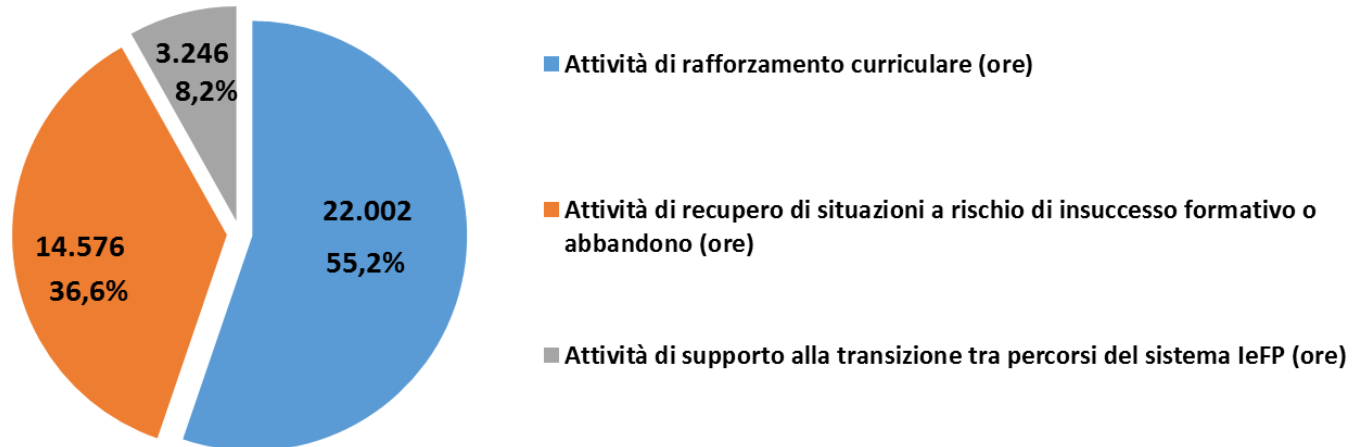 3.246
8,2%
22.002
55,2%
14.576
36,6%
Attività di rafforzamento curriculare (ore)
Attività di recupero di situazioni a rischio di insuccesso formativo o
abbandono (ore)
Attività di supporto alla transizione tra percorsi del sistema IeFP (ore)